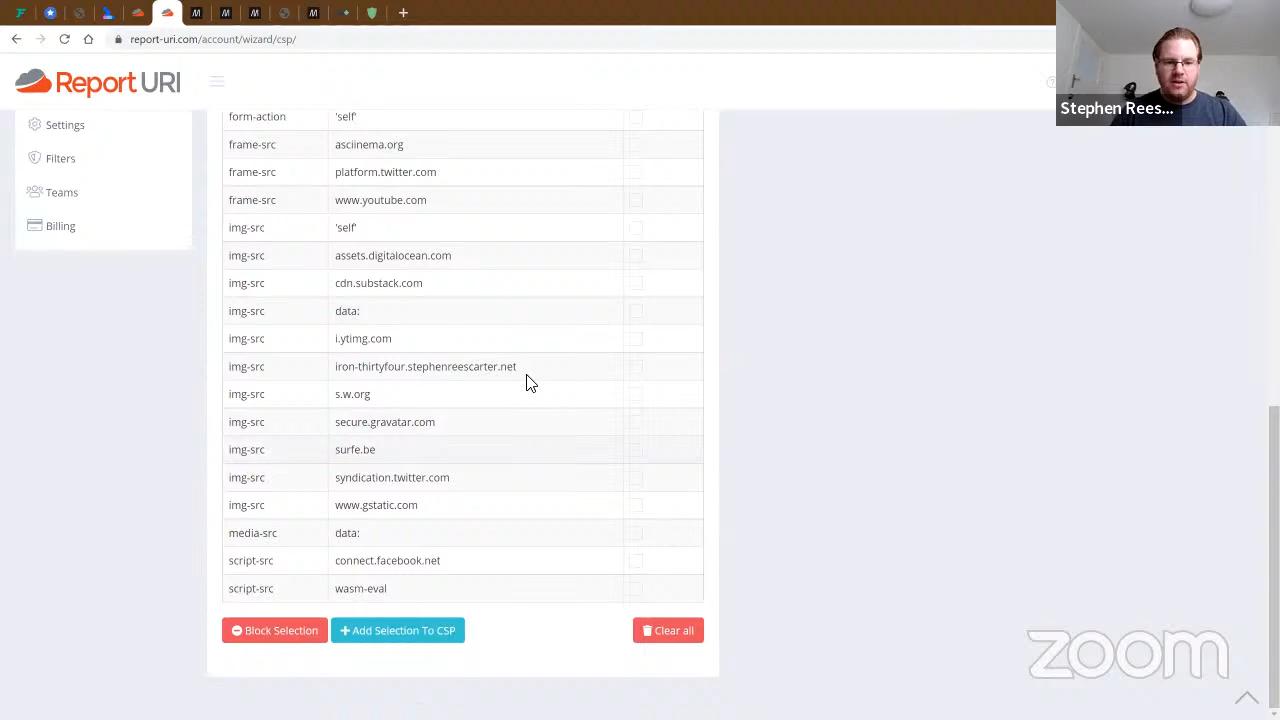 report-uri.com/account/wizard/csp/
Report URI
Stephen Rees...
Settings
Filters
Teams
Billing
form-action 'self'
frame-src asciinema.org
frame-src platform.twitter.com
frame-src www.youtube.com
img-src 'self'
img-src assets.digitalocean.com
img-src cdn.substack.com
img-src data:
img-src i.ytimg.com
img-src iron-thirtyfour.stephenreescarter.net
img-src s.w.org
img-src secure.gravatar.com
img-src surfe.be
img-src syndication.twitter.com
img-src www.gstatic.com
media-src data:
script-src connect.facebook.net
script-src wasm-eval
Block Selection
Add Selection To CSP
Clear all
zoom